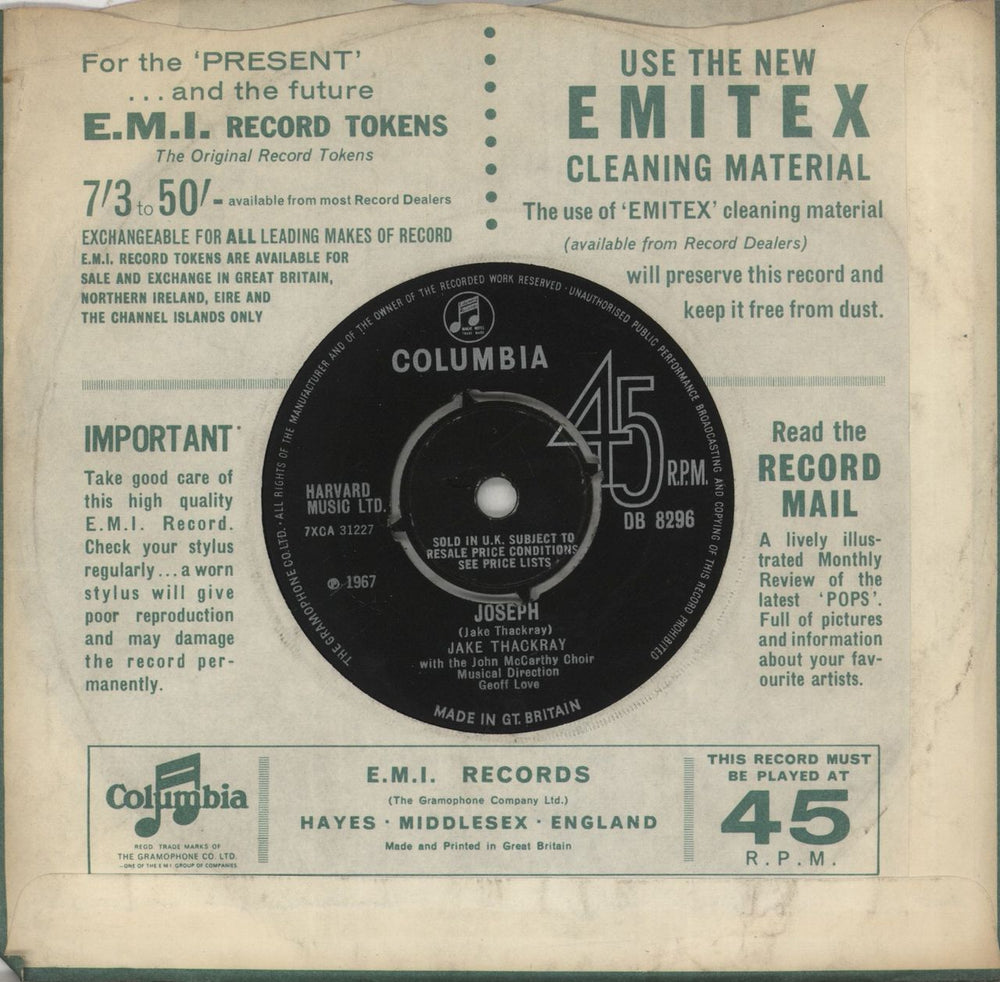 For the ‘PRESENT’
...and the future
E.M.I. RECORD TOKENS
The Original Record Tokens
7/3 to 50/- available from most Record Dealers
EXCHANGEABLE FOR ALL LEADING MAKES OF RECORD
E.M.I. RECORD TOKENS ARE AVAILABLE FOR
SALE AND EXCHANGE IN GREAT BRITAIN,
NORTHERN IRELAND, EIRE AND
THE CHANNEL ISLANDS ONLY
USE THE NEW
EMITEX
CLEANING MATERIAL
The use of ‘EMITEX’ cleaning material
(available from Record Dealers)
will preserve this record and
keep it free from dust.
IMPORTANT
Take good care of
this high quality
E.M.I. Record.
Check your stylus
regularly...a worn
stylus will give
poor reproduction
and may damage
the record per-
manently.
THE GRAMOPHONE CO. LTD. · ALL RIGHTS OF THE MANUFACTURER AND OF THE OWNER OF THE RECORDED WORK RESERVED · UNAUTHORISED PUBLIC PERFORMANCE BROADCASTING AND COPYING OF THIS RECORD PROHIBITED
COLUMBIA
45
R.P.M.
HARVARD
MUSIC LTD.
7XCA 31227
DB 8296
SOLD IN U.K. SUBJECT TO
RESALE PRICE CONDITIONS
SEE PRICE LISTS
℗ 1967
JOSEPH
(Jake Thackray)
JAKE THACKRAY
with the John McCarthy Choir
Musical Direction
Geoff Love
MADE IN GT. BRITAIN
Read the
RECORD
MAIL
A lively illus-
trated Monthly
Review of the
latest ‘POPS’.
Full of pictures
and information
about your fav-
ourite artists.
Columbia
REGD. TRADE MARKS OF
THE GRAMOPHONE CO. LTD.
—ONE OF THE E M I GROUP OF COMPANIES
E.M.I. RECORDS
(The Gramophone Company Ltd.)
HAYES · MIDDLESEX · ENGLAND
Made and Printed in Great Britain
THIS RECORD MUST
BE PLAYED AT
45
R.P.M.